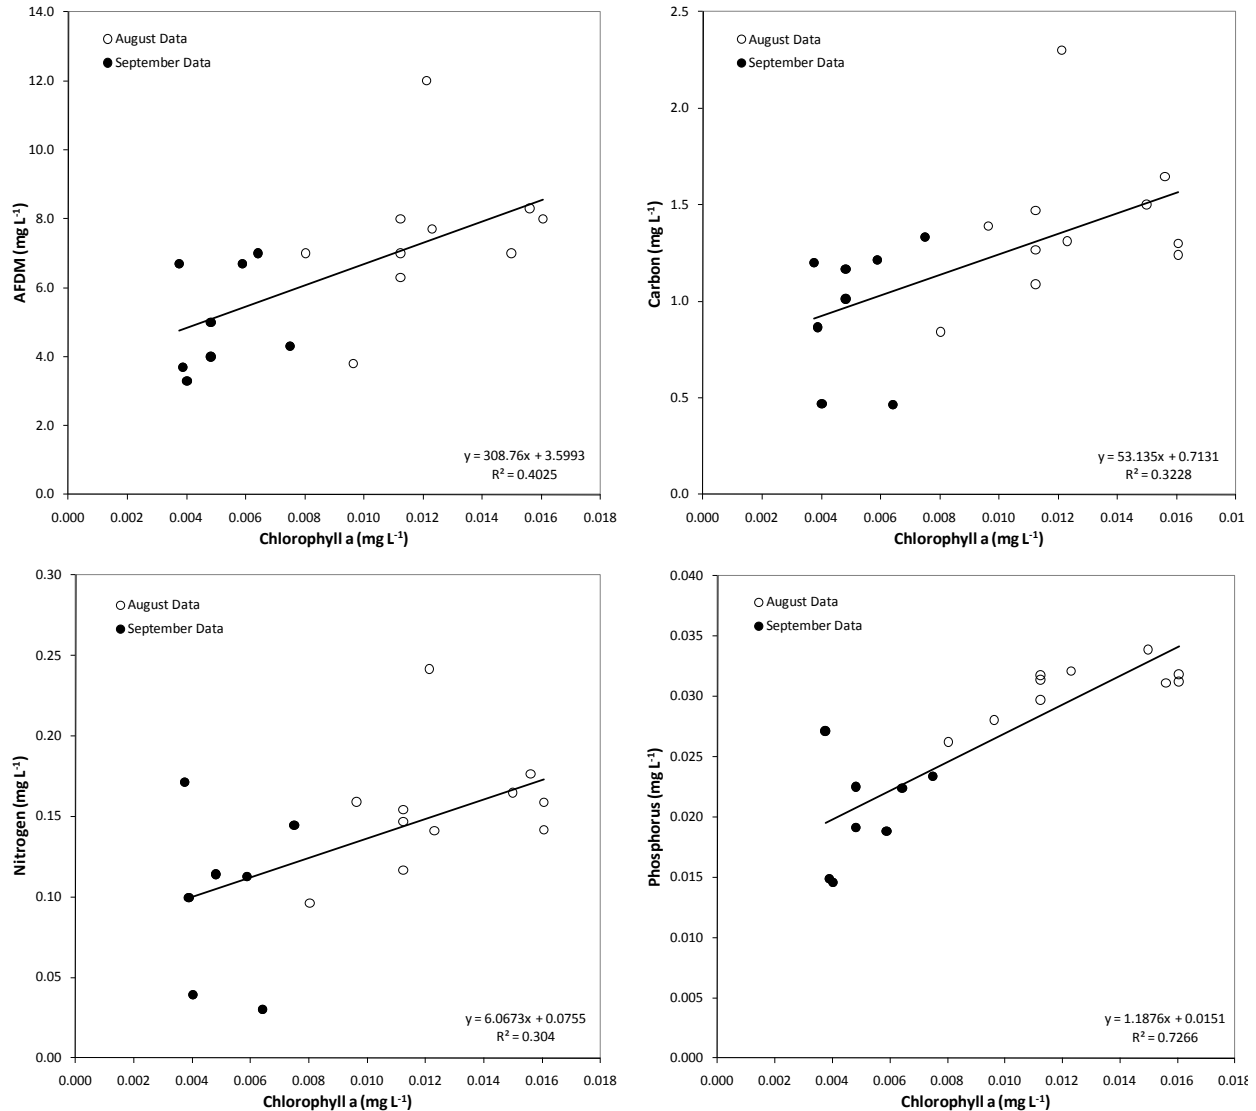 14.0
12.0
10.0
8.0
6.0
4.0
2.0
0.0
AFDM (mg L-1)
August Data
September Data
y = 308.76x + 3.5993
R² = 0.4025
0.000 0.002 0.004 0.006 0.008 0.010 0.012 0.014 0.016 0.018
Chlorophyll a (mg L-1)
2.5
2.0
1.5
1.0
0.5
0.0
Carbon (mg L-1)
August Data
September Data
y = 53.135x + 0.7131
R² = 0.3228
0.000 0.002 0.004 0.006 0.008 0.010 0.012 0.014 0.016 0.01
Chlorophyll a (mg L-1)
0.30
0.25
0.20
0.15
0.10
0.05
0.00
Nitrogen (mg L-1)
August Data
September Data
y = 6.0673x + 0.0755
R² = 0.304
0.000 0.002 0.004 0.006 0.008 0.010 0.012 0.014 0.016 0.018
Chlorophyll a (mg L-1)
0.040
0.035
0.030
0.025
0.020
0.015
0.010
0.005
0.000
Phosphorus (mg L-1)
August Data
September Data
y = 1.1876x + 0.0151
R² = 0.7266
0.000 0.002 0.004 0.006 0.008 0.010 0.012 0.014 0.016 0.018
Chlorophyll a (mg L-1)